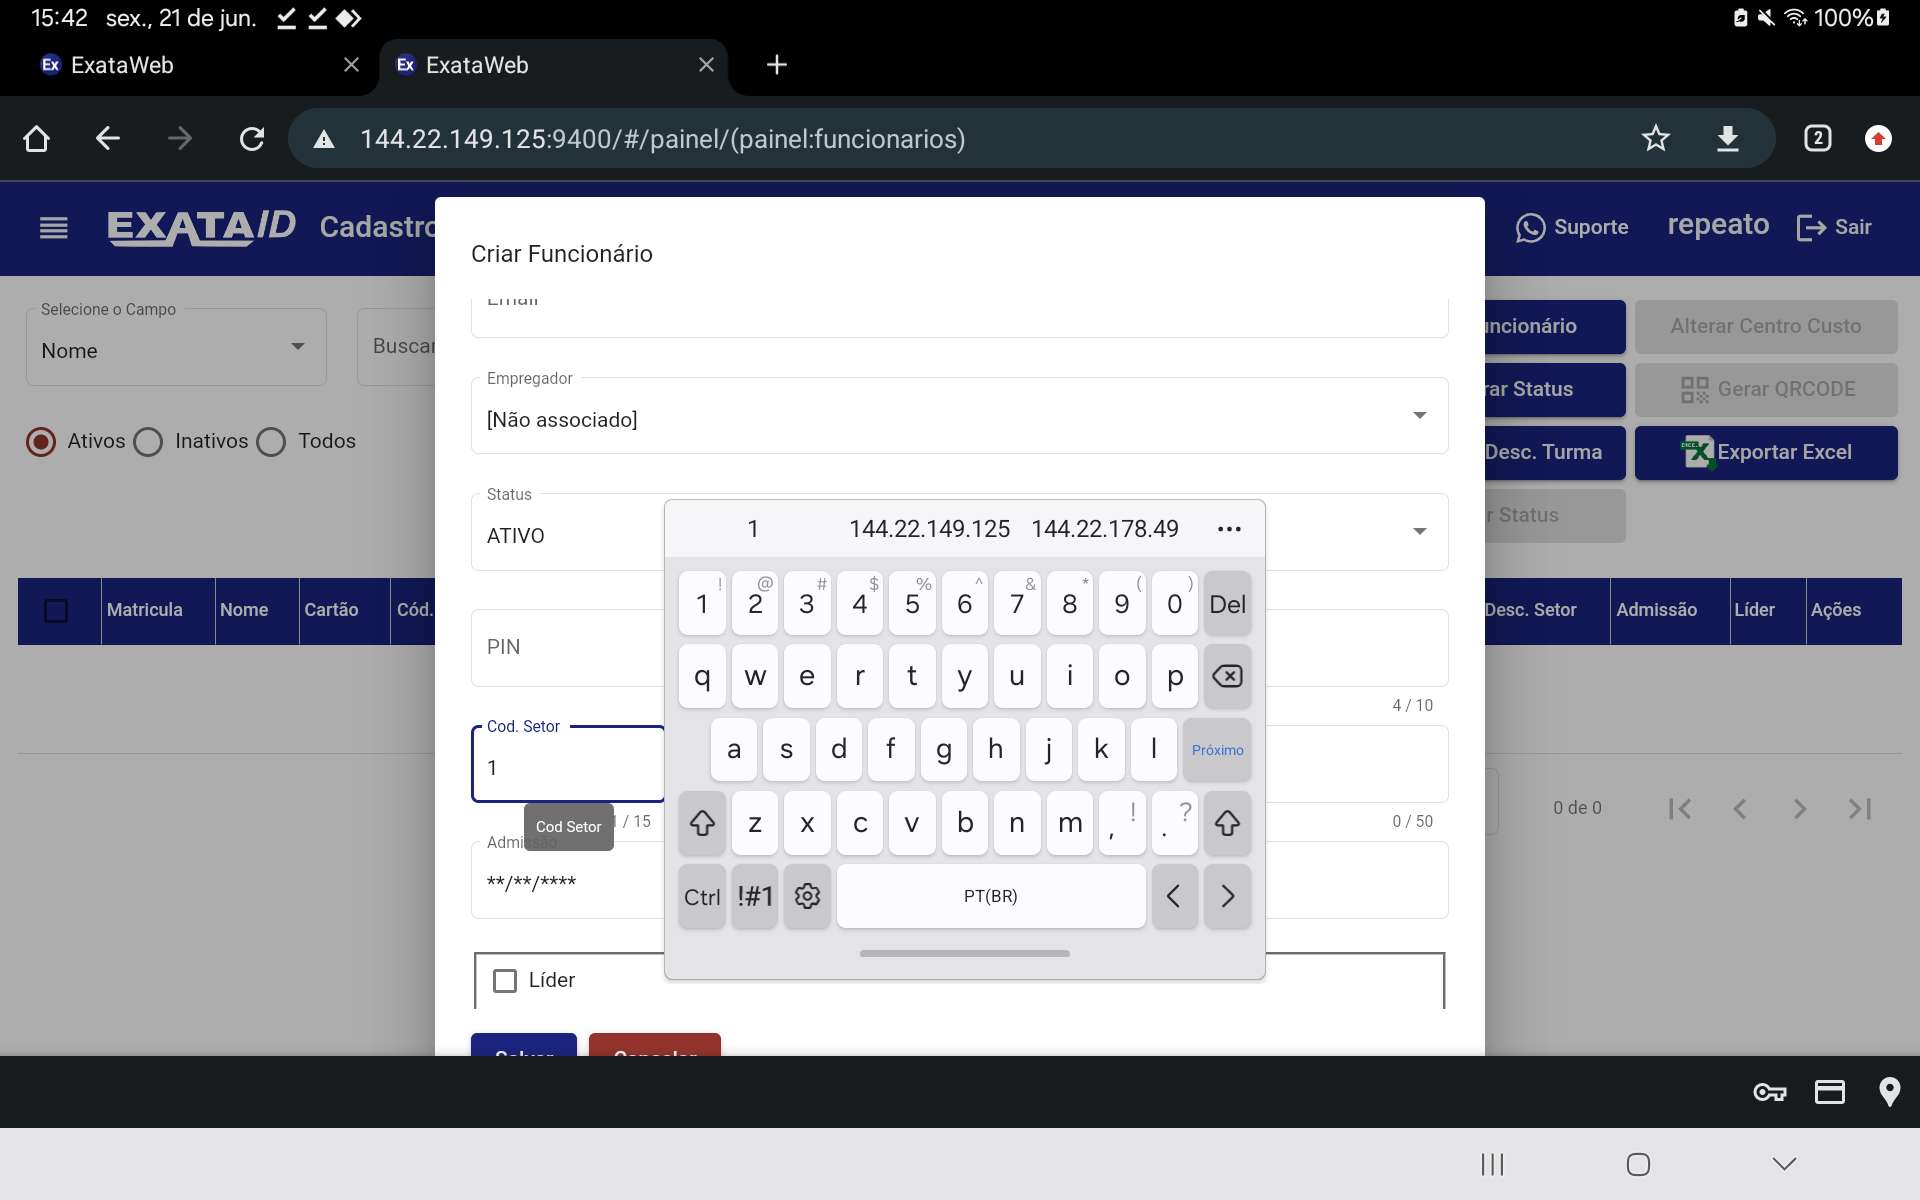 15:42 sex., 21 de jun. 100%
Ex ExataWeb
Ex ExataWeb
144.22.149.125:9400/#/painel/(painel:funcionarios) 2
EXATA/ID Cadastro
Suporte repeato Sair
Criar Funcionário
Selecione o Campo
Nome
Buscar
Ativos Inativos Todos
Email
Empregador
[Não associado]
Status
ATIVO
PIN
4 / 10
Cod. Setor
1
Cod Setor
/ 15
0 / 50
Admissão
**/**/****
Líder
Salvar Cancelar
uncionário Alterar Centro Custo
rar Status Gerar QRCODE
Desc. Turma Exportar Excel
r Status
Matricula Nome Cartão Cód.
Desc. Setor Admissão Líder Ações
0 de 0
1 144.22.149.125 144.22.178.49 •••
! @ # $ % ^ & * ( )
1 2 3 4 5 6 7 8 9 0 Del
q w e r t y u i o p
a s d f g h j k l Próximo
z x c v b n m , ! . ?
Ctrl !#1 PT(BR) < >